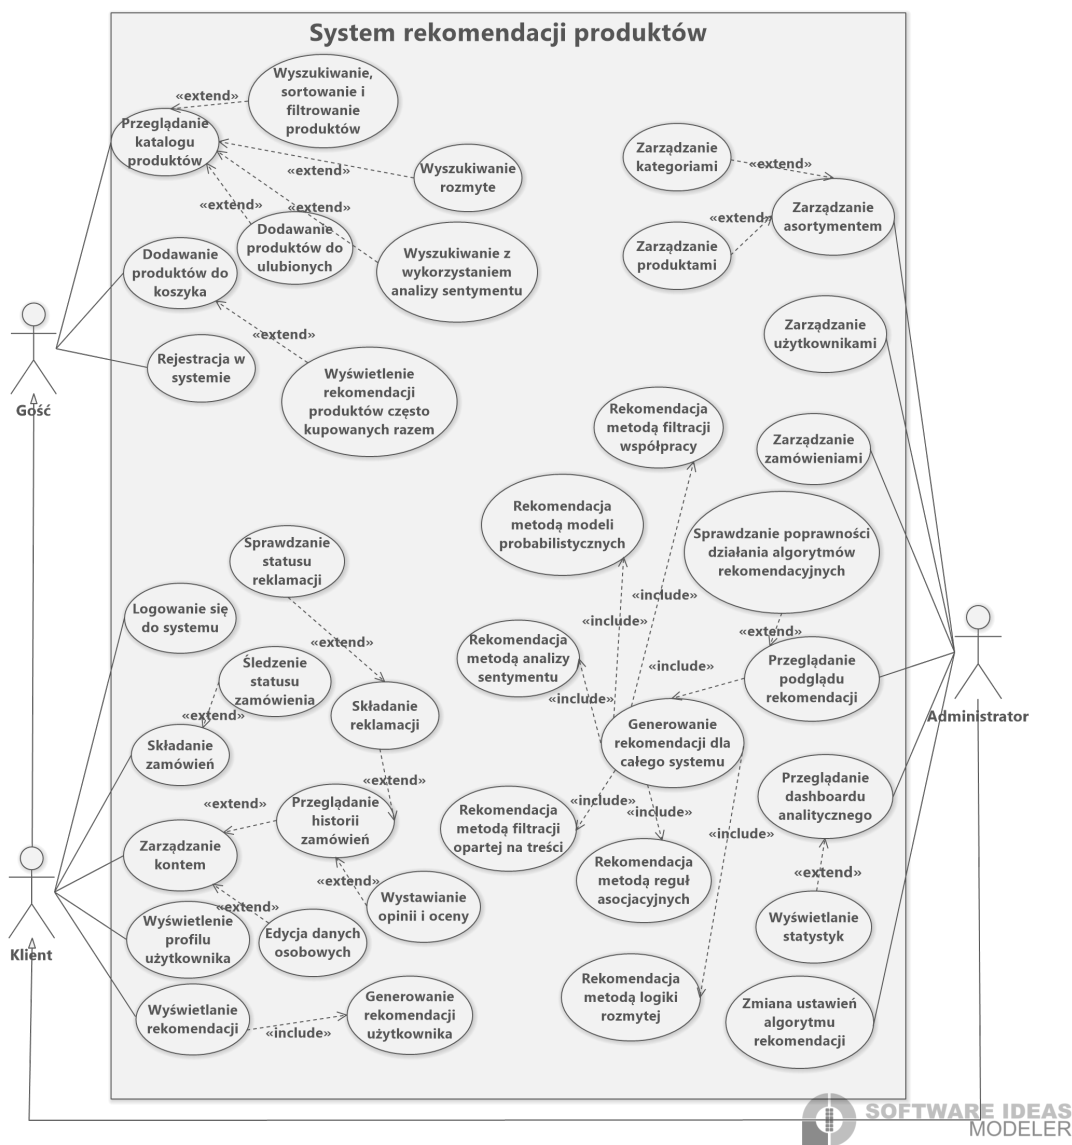 System rekomendacji produktów
Wyszukiwanie,
sortowanie i
filtrowanie
produktów
«extend»
Przeglądanie
katalogu
produktów
«extend»
Wyszukiwanie
rozmyte
«extend»
«extend»
Dodawanie
produktów do
ulubionych
Wyszukiwanie z
wykorzystaniem
analizy sentymentu
Dodawanie
produktów do
koszyka
«extend»
Rejestracja w
systemie
Wyświetlenie
rekomendacji
produktów często
kupowanych razem
Gość
Zarządzanie
kategoriami
«extend»
Zarządzanie
asortymentem
«extend»
Zarządzanie
produktami
Zarządzanie
użytkownikami
Rekomendacja
metodą filtracji
współpracy
Zarządzanie
zamówieniami
Rekomendacja
metodą modeli
probabilistycznych
Sprawdzanie poprawności
działania algorytmów
rekomendacyjnych
«include»
«include»
«extend»
Rekomendacja
metodą analizy
sentymentu
«include»
Przeglądanie
podglądu
rekomendacji
«include»
Generowanie
rekomendacji dla
całego systemu
Administrator
«include»
«include»
«include»
Przeglądanie
dashboardu
analitycznego
Rekomendacja
metodą filtracji
opartej na treści
Rekomendacja
metodą reguł
asocjacyjnych
«extend»
Wyświetlanie
statystyk
Rekomendacja
metodą logiki
rozmytej
Zmiana ustawień
algorytmu
rekomendacji
Sprawdzanie
statusu
reklamacji
Logowanie się
do systemu
«extend»
Śledzenie
statusu
zamówienia
«extend»
Składanie
reklamacji
Składanie
zamówień
«extend»
«extend»
Przeglądanie
historii
zamówień
Zarządzanie
kontem
«extend»
Wystawianie
opinii i oceny
«extend»
Wyświetlenie
profilu
użytkownika
Edycja danych
osobowych
Klient
Wyświetlanie
rekomendacji
«include»
Generowanie
rekomendacji
użytkownika
SOFTWARE IDEAS
MODELER